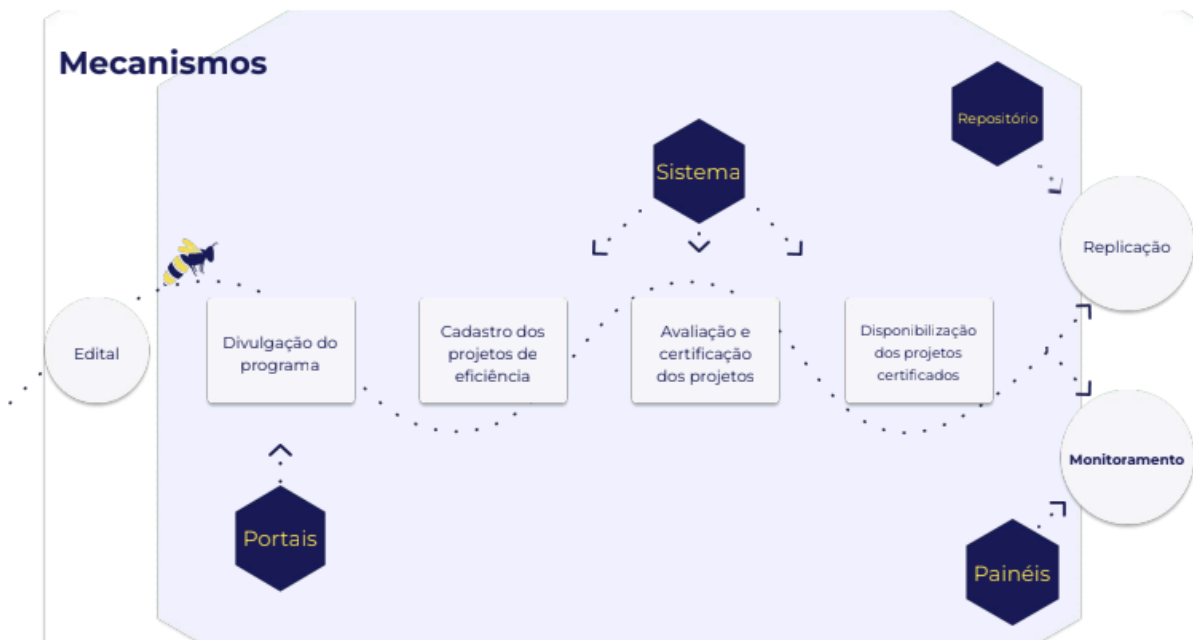 Mecanismos
Repositório
Sistema
Replicação
Edital
Divulgação do
programa
Cadastro dos
projetos de
eficiência
Avaliação e
certificação
dos projetos
Disponibilização
dos projetos
certificados
Monitoramento
Portais
Painéis